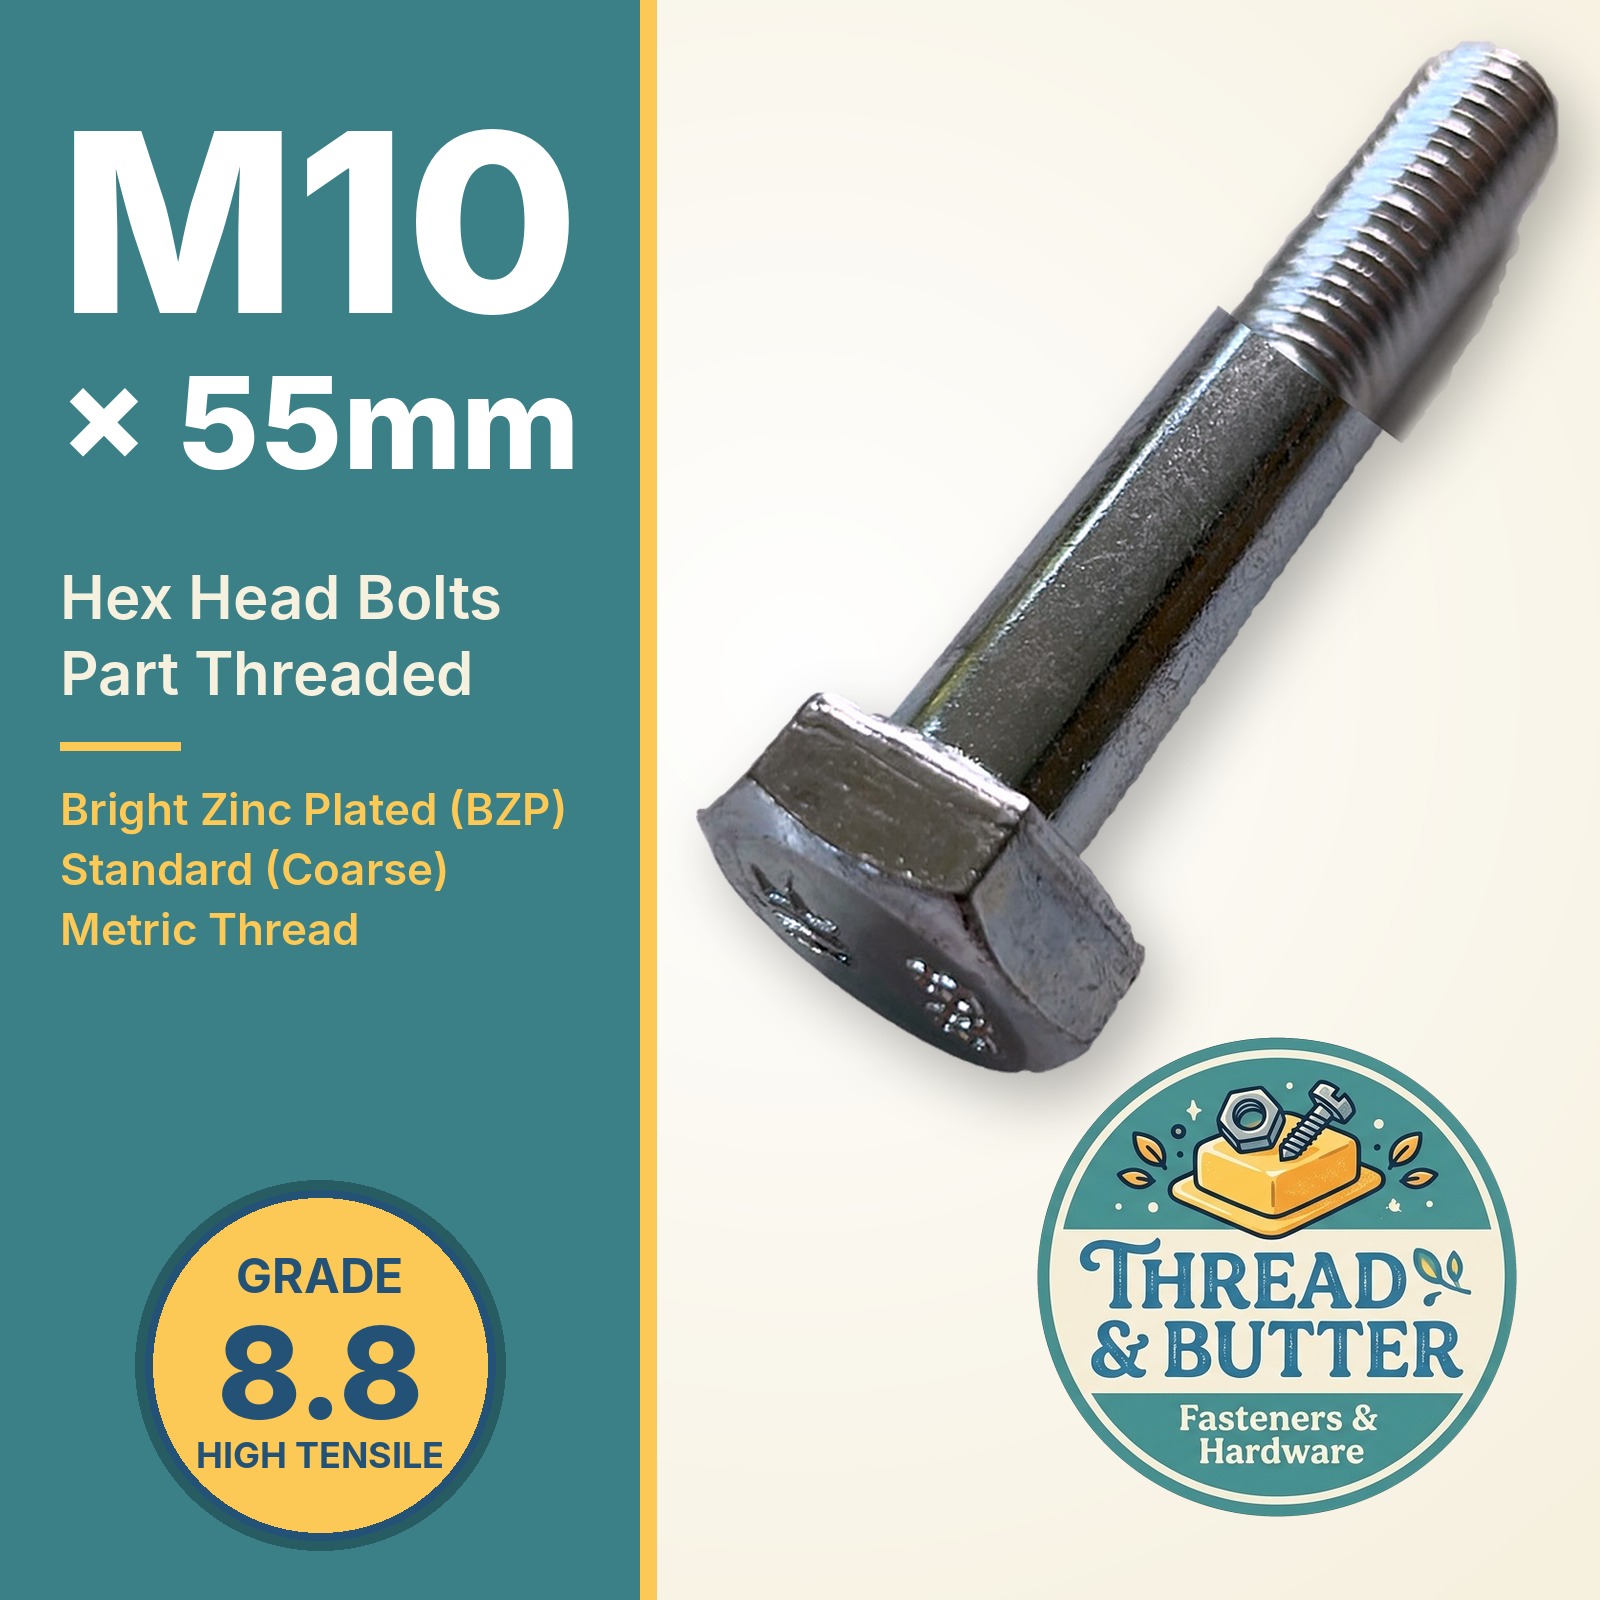 M10
× 55mm
Hex Head Bolts
Part Threaded
Bright Zinc Plated (BZP)
Standard (Coarse)
Metric Thread
GRADE
8.8
HIGH TENSILE
THREAD
& BUTTER
Fasteners &
Hardware